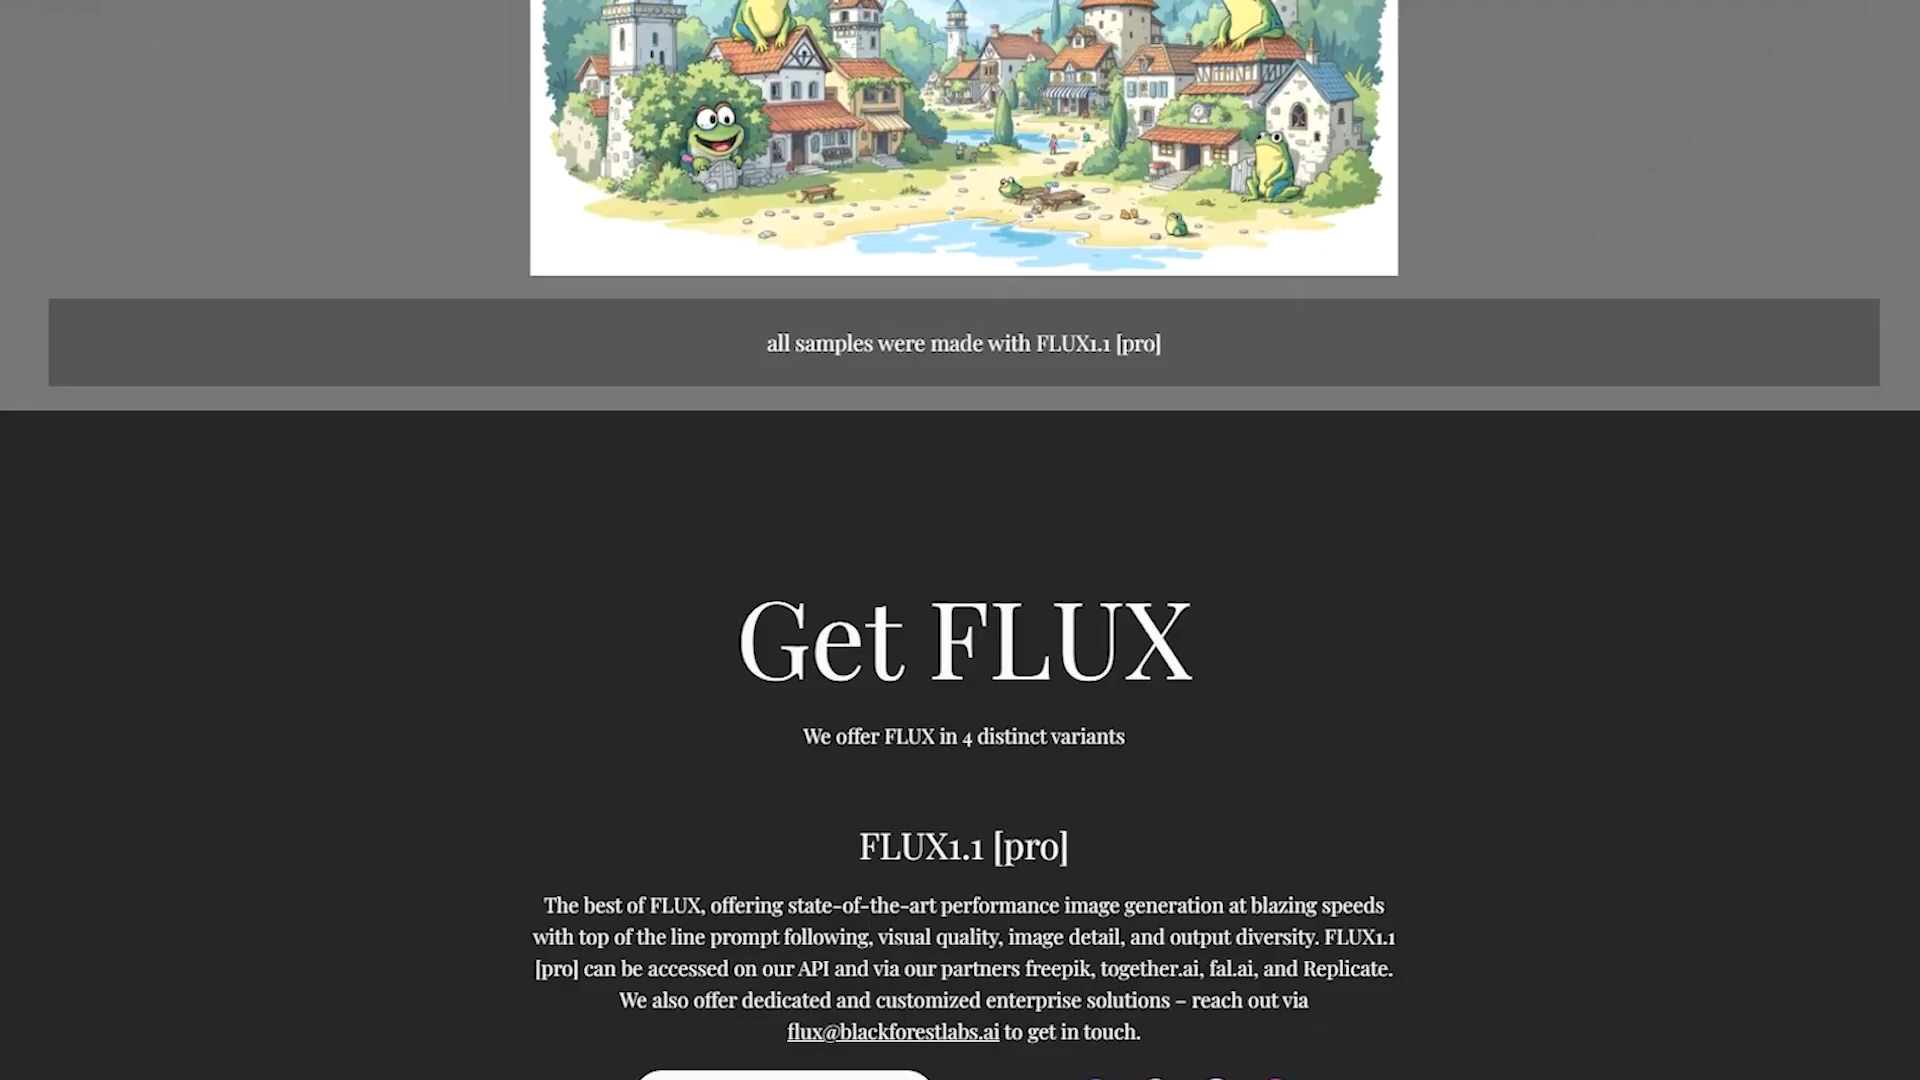 all samples were made with FLUX1.1 [pro]
Get FLUX
We offer FLUX in 4 distinct variants
FLUX1.1 [pro]
The best of FLUX, offering state-of-the-art performance image generation at blazing speeds
with top of the line prompt following, visual quality, image detail, and output diversity. FLUX1.1
[pro] can be accessed on our API and via our partners freepik, together.ai, fal.ai, and Replicate.
We also offer dedicated and customized enterprise solutions – reach out via
flux@blackforestlabs.ai to get in touch.